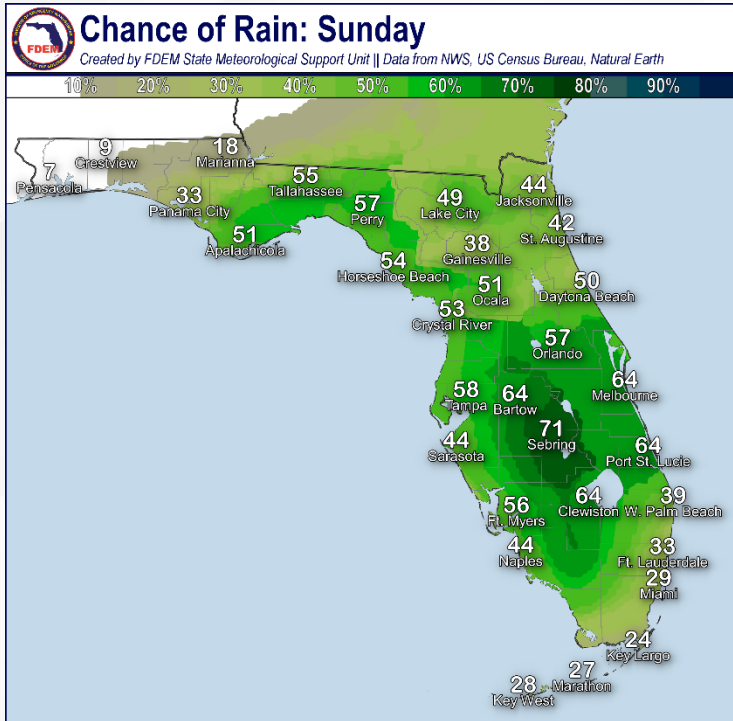 Chance of Rain: Sunday
FDEM
Created by FDEM State Meteorological Support Unit || Data from NWS, US Census Bureau, Natural Earth
10% 20% 30% 40% 50% 60% 70% 80% 90%
9
Crestview
18
Marianna
7
Pensacola
55
Tallahassee
33
Panama City
57
Perry
49
Lake City
44
Jacksonville
51
Apalachicola
42
St. Augustine
38
Gainesville
54
Horseshoe Beach
51
Ocala
50
Daytona Beach
53
Crystal River
57
Orlando
58
Tampa
64
Bartow
64
Melbourne
44
Sarasota
71
Sebring
64
Port St. Lucie
56
Ft. Myers
64
Clewiston
39
W. Palm Beach
44
Naples
33
Ft. Lauderdale
29
Miami
24
Key Largo
27
Marathon
28
Key West